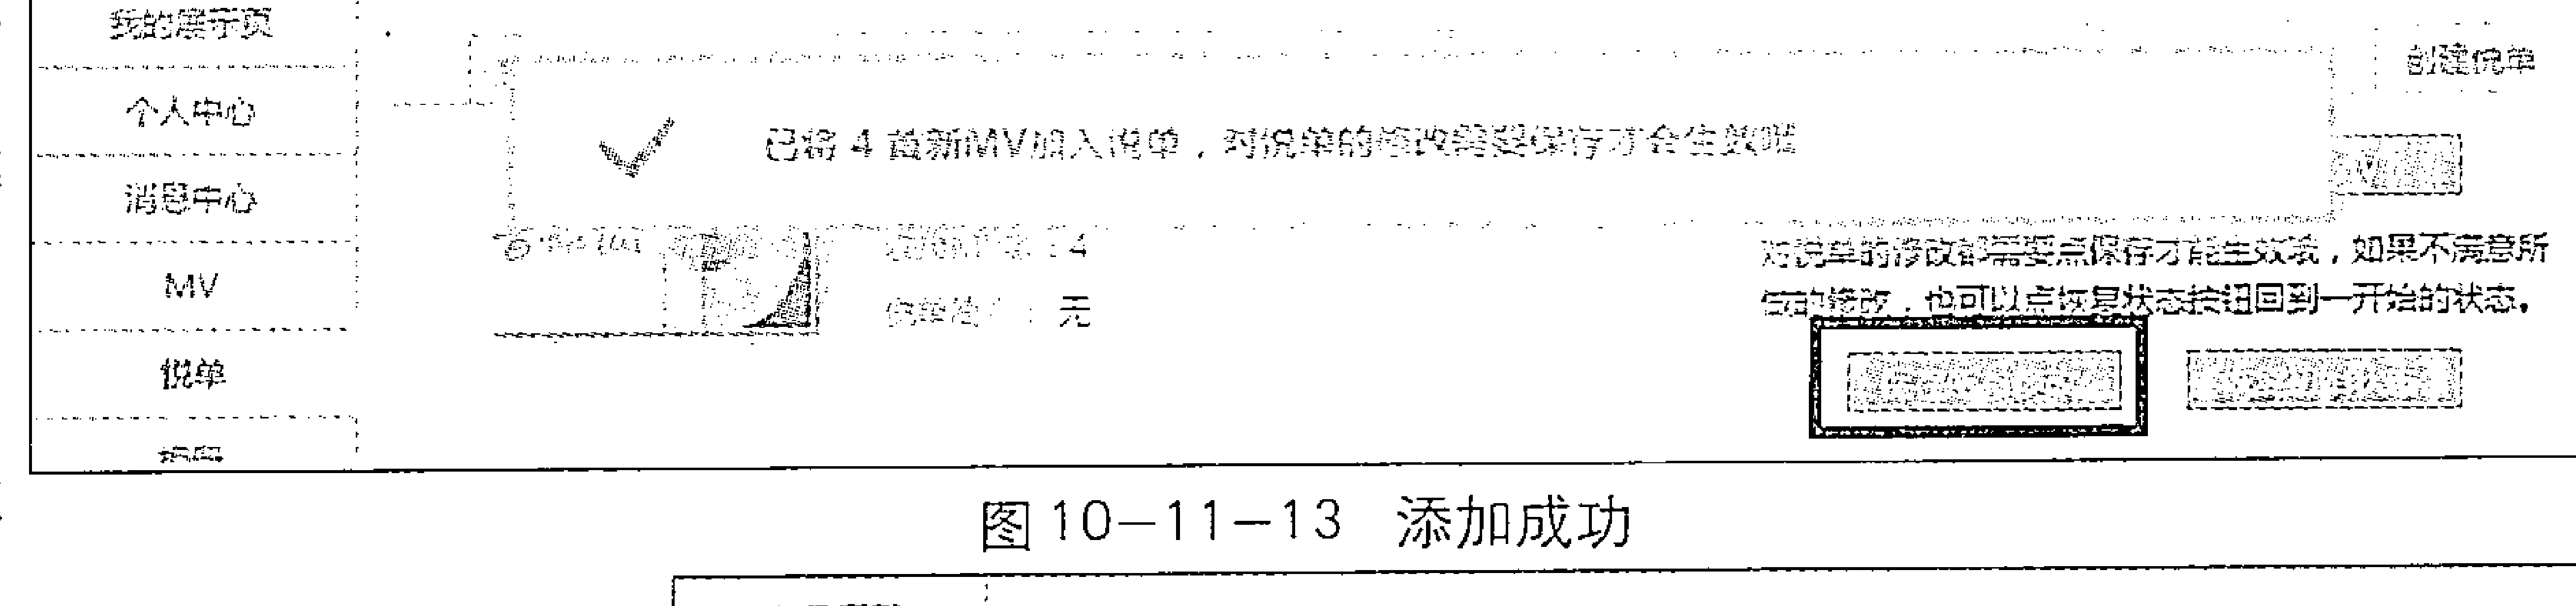 我的展示页
创建悦单
个人中心
已将 4 首新MV加入悦单，对悦单的修改需要保存才会生效哦
消息中心
对悦单的修改都需要点保存才能生效哦，如果不满意所
MV
无
有的修改，也可以点恢复状态按钮回到一开始的状态。
悦单
图10-11-13 添加成功